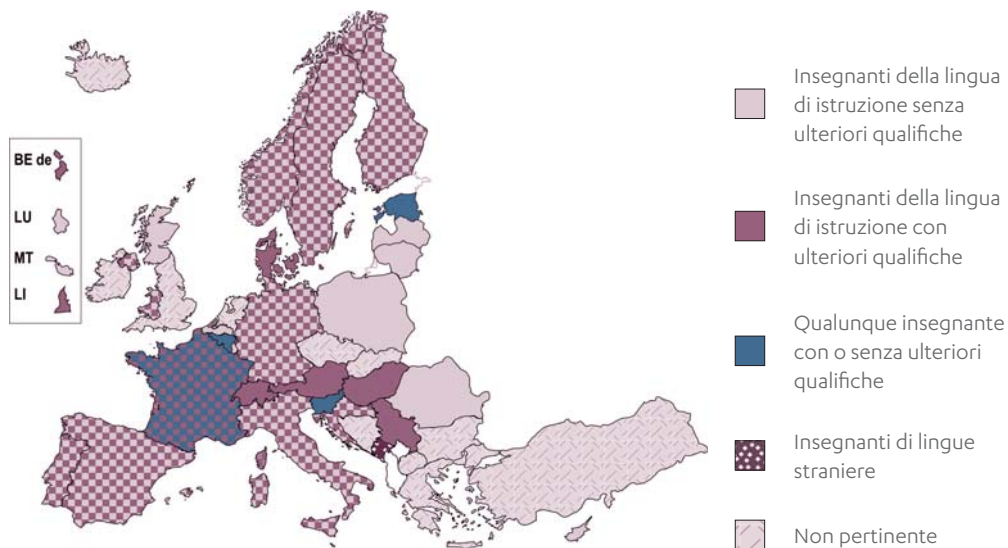 BE de
LU
MT
LI
Insegnanti della lingua
di istruzione senza
ulteriori qualifiche
Insegnanti della lingua
di istruzione con
ulteriori qualifiche
Qualunque insegnante
con o senza ulteriori
qualifiche
Insegnanti di lingue
straniere
Non pertinente